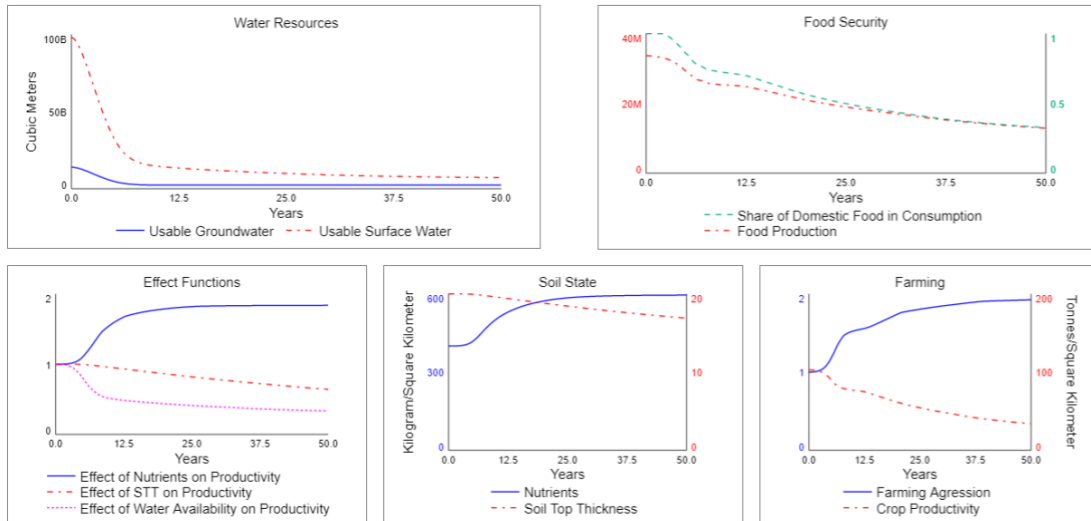 Water Resources
100B
50B
0
Cubic Meters
0.0 12.5 25.0 37.5 50.0
Years
Usable Groundwater Usable Surface Water
Food Security
40M
20M
0
1
0.5
0
0.0 12.5 25.0 37.5 50.0
Years
Share of Domestic Food in Consumption
Food Production
Effect Functions
2
1
0
0.0 12.5 25.0 37.5 50.0
Years
Effect of Nutrients on Productivity
Effect of STT on Productivity
Effect of Water Availability on Productivity
Soil State
Kilogram/Square Kilometer
600
300
0
20
10
0
0.0 12.5 25.0 37.5 50.0
Years
Nutrients
Soil Top Thickness
Farming
2
1
0
200
100
0
Tonnes/Square Kilometer
0.0 12.5 25.0 37.5 50.0
Years
Farming Agression
Crop Productivity